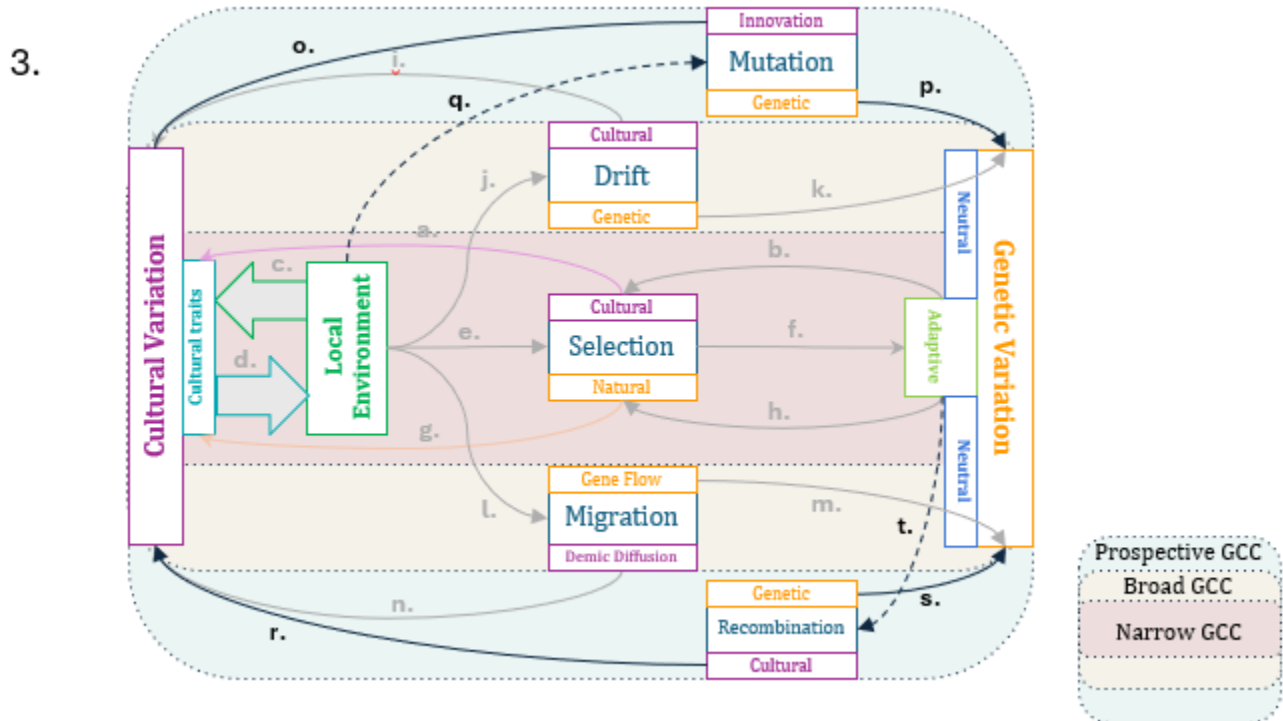 3.
Innovation
Mutation
Genetic
o.
i.
q.
p.
Cultural
Drift
Genetic
j.
k.
a.
b.
c.
d.
e.
f.
g.
h.
Cultural Variation
Cultural traits
Local
Environment
Cultural
Selection
Natural
Neutral
Adaptive
Neutral
Genetic Variation
l.
Gene Flow
Migration
Demic Diffusion
m.
n.
t.
Genetic
Recombination
Cultural
s.
r.
Prospective GCC
Broad GCC
Narrow GCC